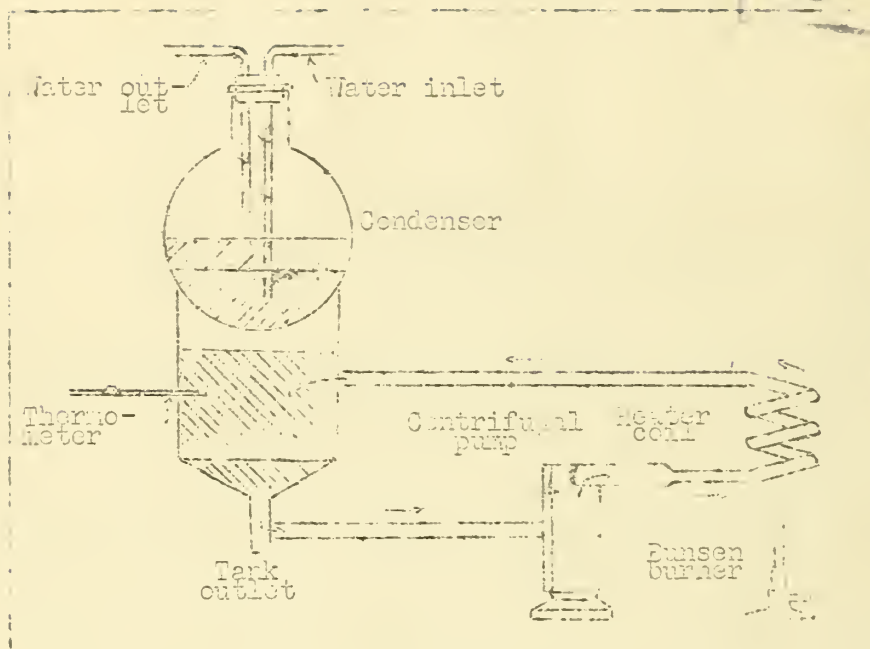 Water out-
let
Water inlet
Condenser
Thermo-
meter
Centrifugal
pump
Heater
coil
Tank
outlet
Bunsen
burner